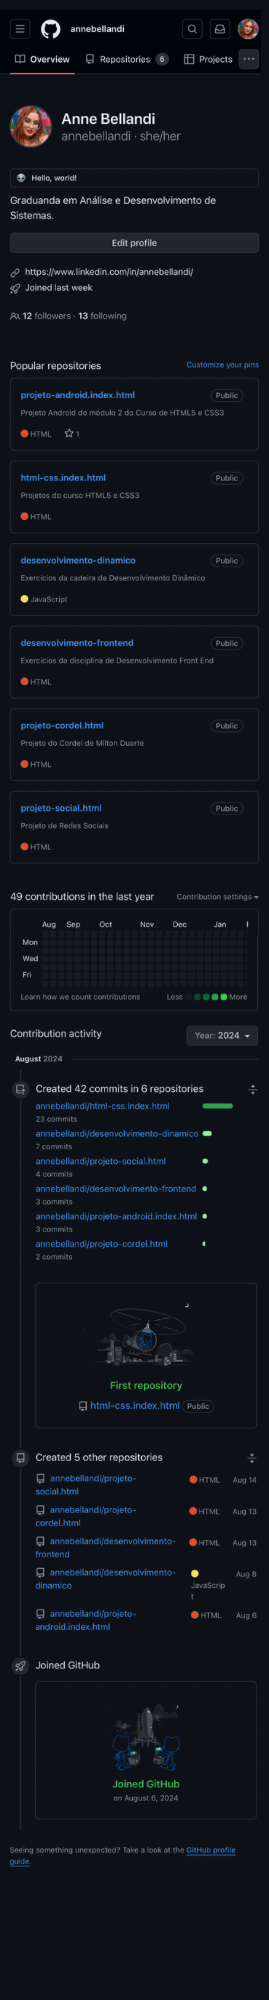 annebellandi
Overview
Repositories 6
Projects
Anne Bellandi
annebellandi · she/her
Hello, world!
Graduanda em Análise e Desenvolvimento de
Sistemas.
Edit profile
https://www.linkedin.com/in/annebellandi/
Joined last week
12 followers · 13 following
Popular repositories
Customize your pins
projeto-android.index.html
Public
Projeto Android do módulo 2 do Curso de HTML5 e CSS3
HTML
1
html-css.index.html
Public
Projetos do curso HTML5 e CSS3
HTML
desenvolvimento-dinamico
Public
Exercícios da cadeira de Desenvolvimento Dinâmico
JavaScript
desenvolvimento-frontend
Public
Exercícios da disciplina de Desenvolvimento Front End
HTML
projeto-cordel.html
Public
Projeto do Cordel de Milton Duarte
HTML
projeto-social.html
Public
Projeto de Redes Sociais
HTML
49 contributions in the last year
Contribution settings
Aug Sep Oct Nov Dec Jan
Mon
Wed
Fri
Learn how we count contributions
Less
More
Contribution activity
Year: 2024
August 2024
Created 42 commits in 6 repositories
annebellandi/html-css.index.html
23 commits
annebellandi/desenvolvimento-dinamico
7 commits
annebellandi/projeto-social.html
4 commits
annebellandi/desenvolvimento-frontend
3 commits
annebellandi/projeto-android.index.html
3 commits
annebellandi/projeto-cordel.html
2 commits
First repository
html-css.index.html Public
Created 5 other repositories
annebellandi/projeto-
social.html
HTML
Aug 14
annebellandi/projeto-
cordel.html
HTML
Aug 13
annebellandi/desenvolvimento-
frontend
HTML
Aug 13
annebellandi/desenvolvimento-
dinamico
JavaScrip
t
Aug 8
annebellandi/projeto-
android.index.html
HTML
Aug 6
Joined GitHub
Joined GitHub
on August 6, 2024
Seeing something unexpected? Take a look at the GitHub profile
guide.